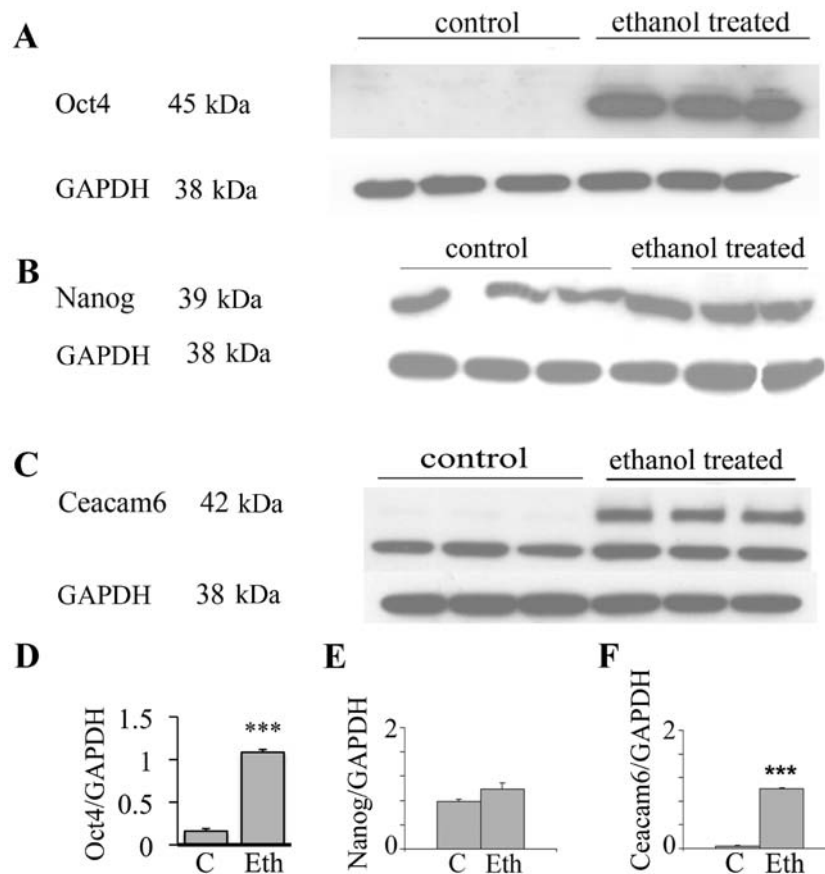 A
control ethanol treated
Oct4 45 kDa
GAPDH 38 kDa
B
control ethanol treated
Nanog 39 kDa
GAPDH 38 kDa
C
control ethanol treated
Ceacam6 42 kDa
GAPDH 38 kDa
D
Oct4/GAPDH
1.5
1
0.5
0
***
C Eth
E
Nanog/GAPDH
2
0
C Eth
F
Ceacam6/GAPDH
2
0
***
C Eth